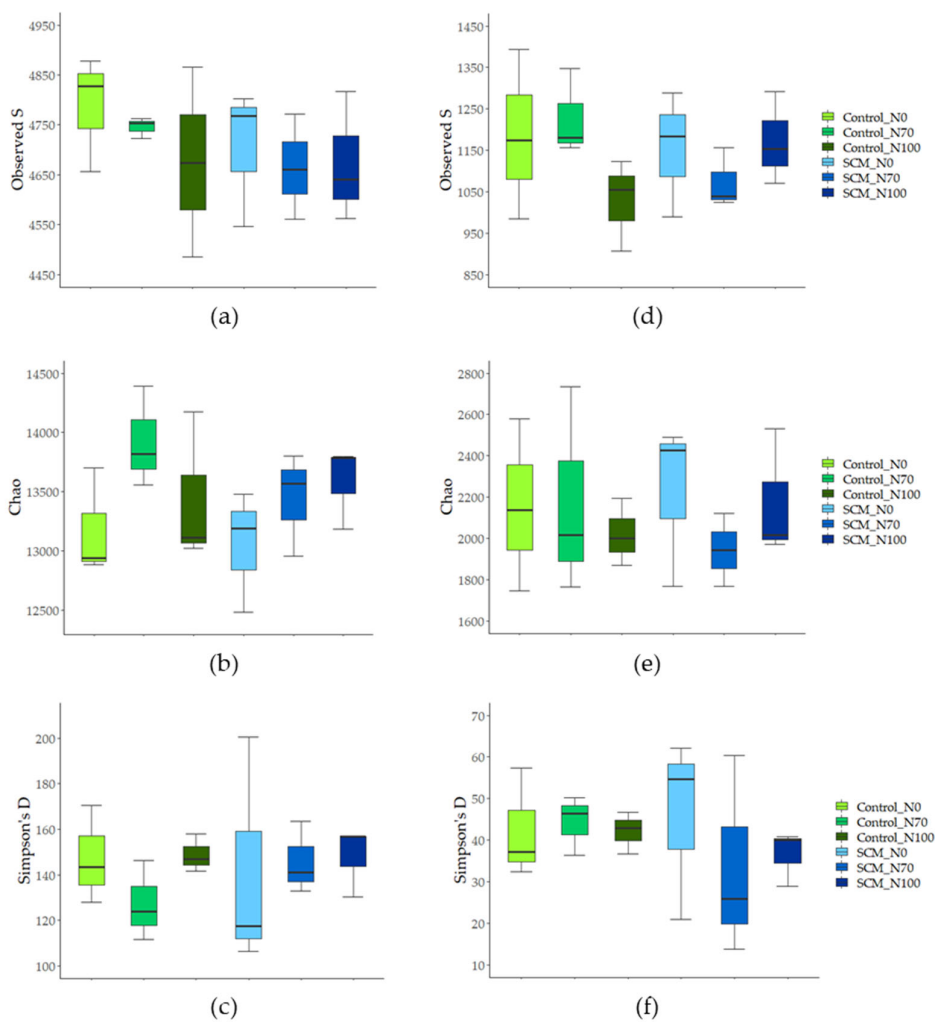 4950
4850
4750
4650
4550
4450
Observed S
(a)
1450
1350
1250
1150
1050
950
850
Observed S
(d)
Control_N0
Control_N70
Control_N100
SCM_N0
SCM_N70
SCM_N100
14500
14000
13500
13000
12500
Chao
(b)
2800
2600
2400
2200
2000
1800
1600
Chao
(e)
Control_N0
Control_N70
Control_N100
SCM_N0
SCM_N70
SCM_N100
200
180
160
140
120
100
Simpson's D
(c)
70
60
50
40
30
20
10
Simpson's D
(f)
Control_N0
Control_N70
Control_N100
SCM_N0
SCM_N70
SCM_N100